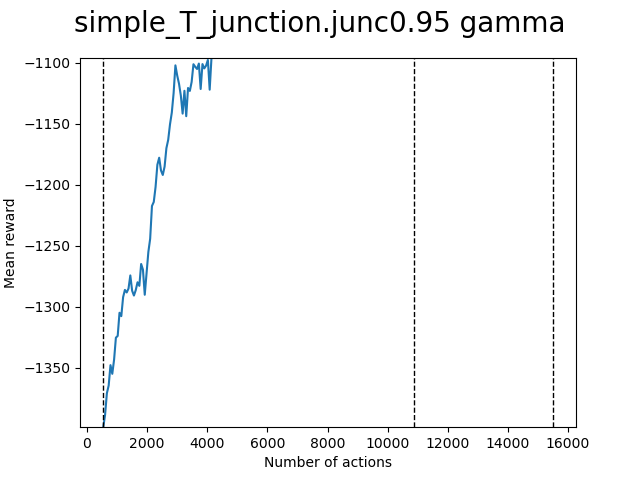 simple_T_junction.junc0.95 gamma
−1100
−1150
−1200
−1250
−1300
−1350
Mean reward
0 2000 4000 6000 8000 10000 12000 14000 16000
Number of actions